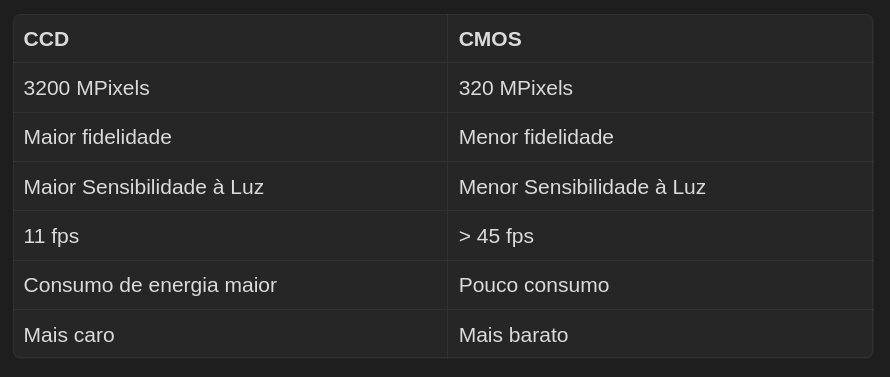 CCD CMOS
3200 MPixels 320 MPixels
Maior fidelidade Menor fidelidade
Maior Sensibilidade à Luz Menor Sensibilidade à Luz
11 fps > 45 fps
Consumo de energia maior Pouco consumo
Mais caro Mais barato